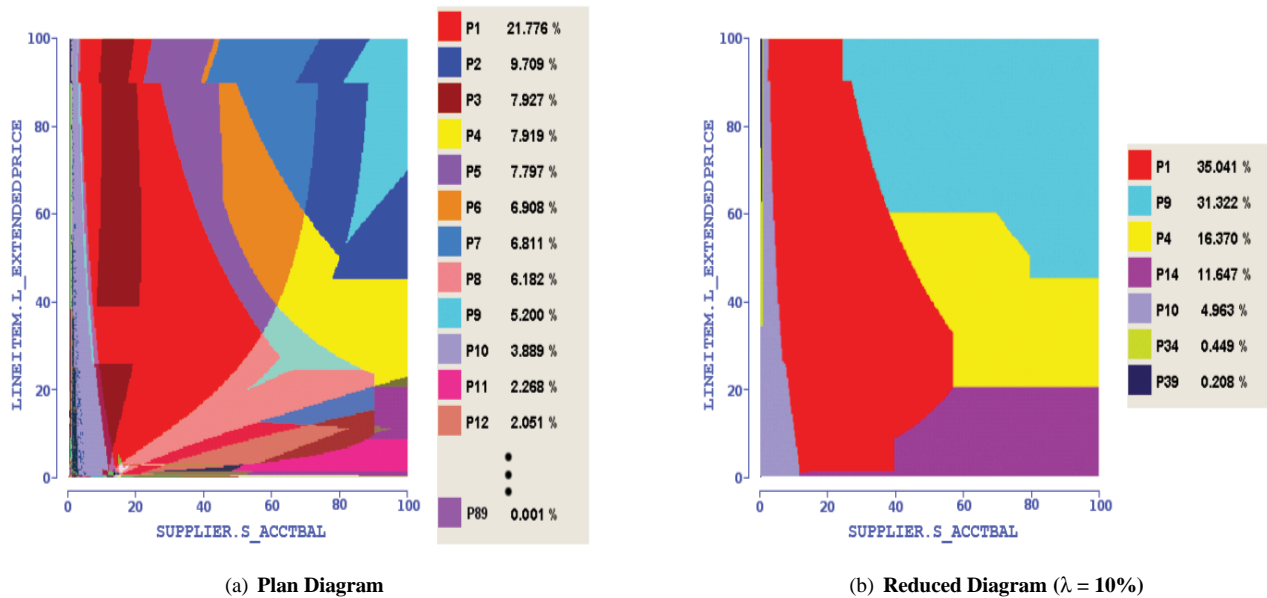 LINEITEM.L_EXTENDEDPRICE
100
80
60
40
20
0
0 20 40 60 80 100
SUPPLIER.S_ACCTBAL
P1 21.776 %
P2 9.709 %
P3 7.927 %
P4 7.919 %
P5 7.797 %
P6 6.908 %
P7 6.811 %
P8 6.182 %
P9 5.200 %
P10 3.889 %
P11 2.268 %
P12 2.051 %
P89 0.001 %
(a) Plan Diagram
LINEITEM.L_EXTENDEDPRICE
100
80
60
40
20
0
0 20 40 60 80 100
SUPPLIER.S_ACCTBAL
P1 35.041 %
P9 31.322 %
P4 16.370 %
P14 11.647 %
P10 4.963 %
P34 0.449 %
P39 0.208 %
(b) Reduced Diagram (λ = 10%)